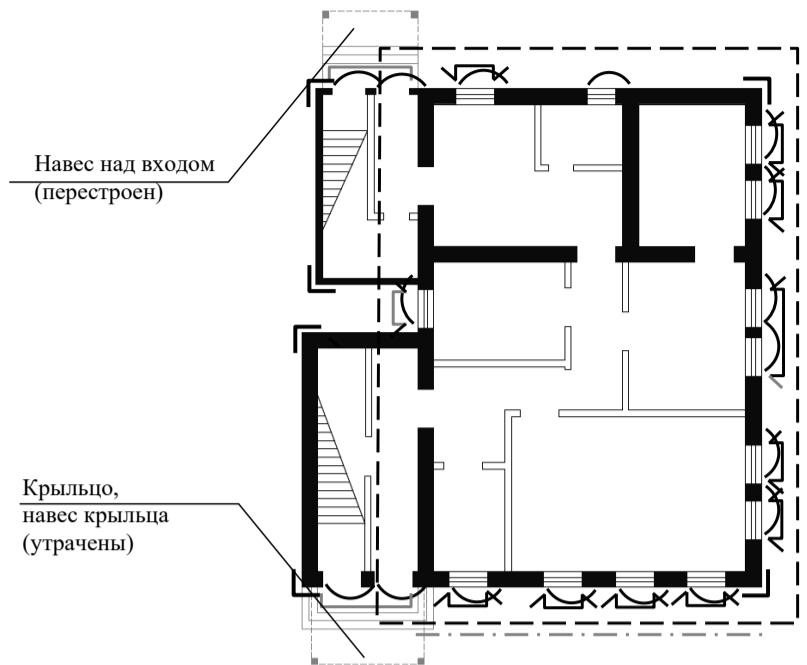 Навес над входом
(перестроен)
Крыльцо,
навес крыльца
(утрачены)